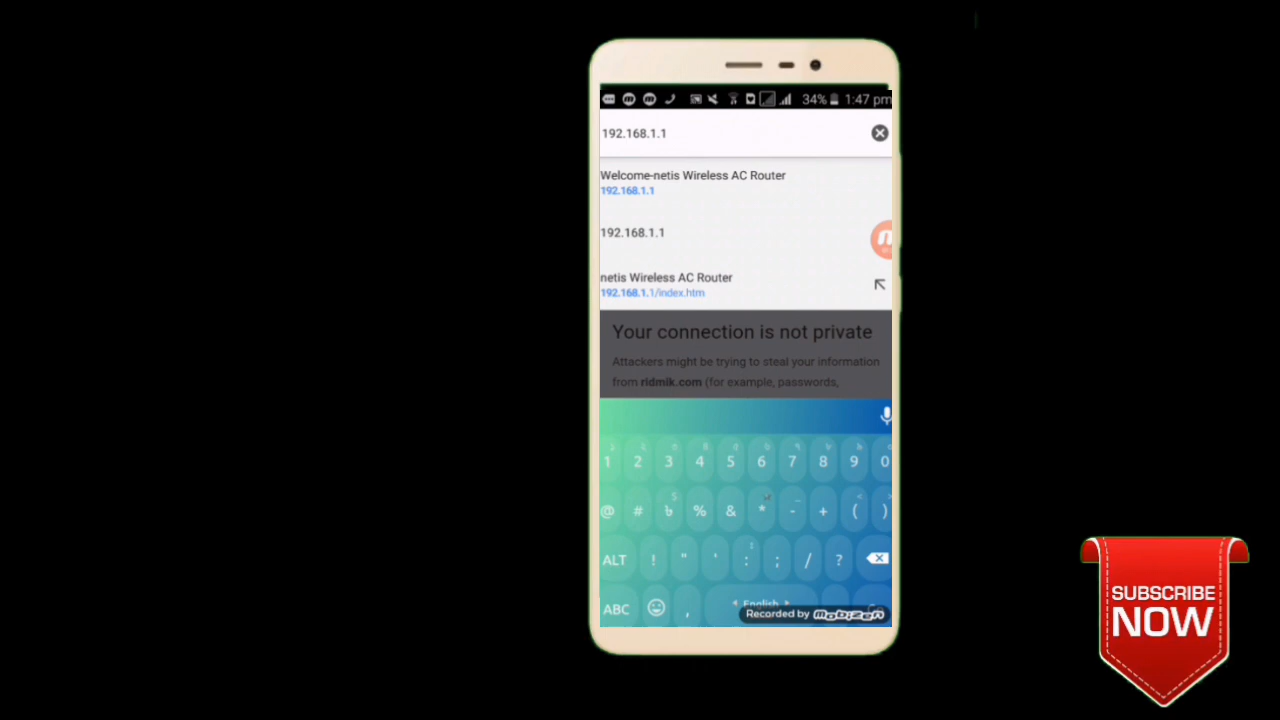 34% 1:47 pm
192.168.1.1
Welcome-netis Wireless AC Router
192.168.1.1
192.168.1.1
netis Wireless AC Router
192.168.1.1/index.htm
Your connection is not private
Attackers might be trying to steal your information
from ridmik.com (for example, passwords,
1 2 3 4 5 6 7 8 9 0
@ # ৳ % & * - + ( )
ALT ! " ' : ; / ?
ABC , English
Recorded by Mobizen
SUBSCRIBE
NOW